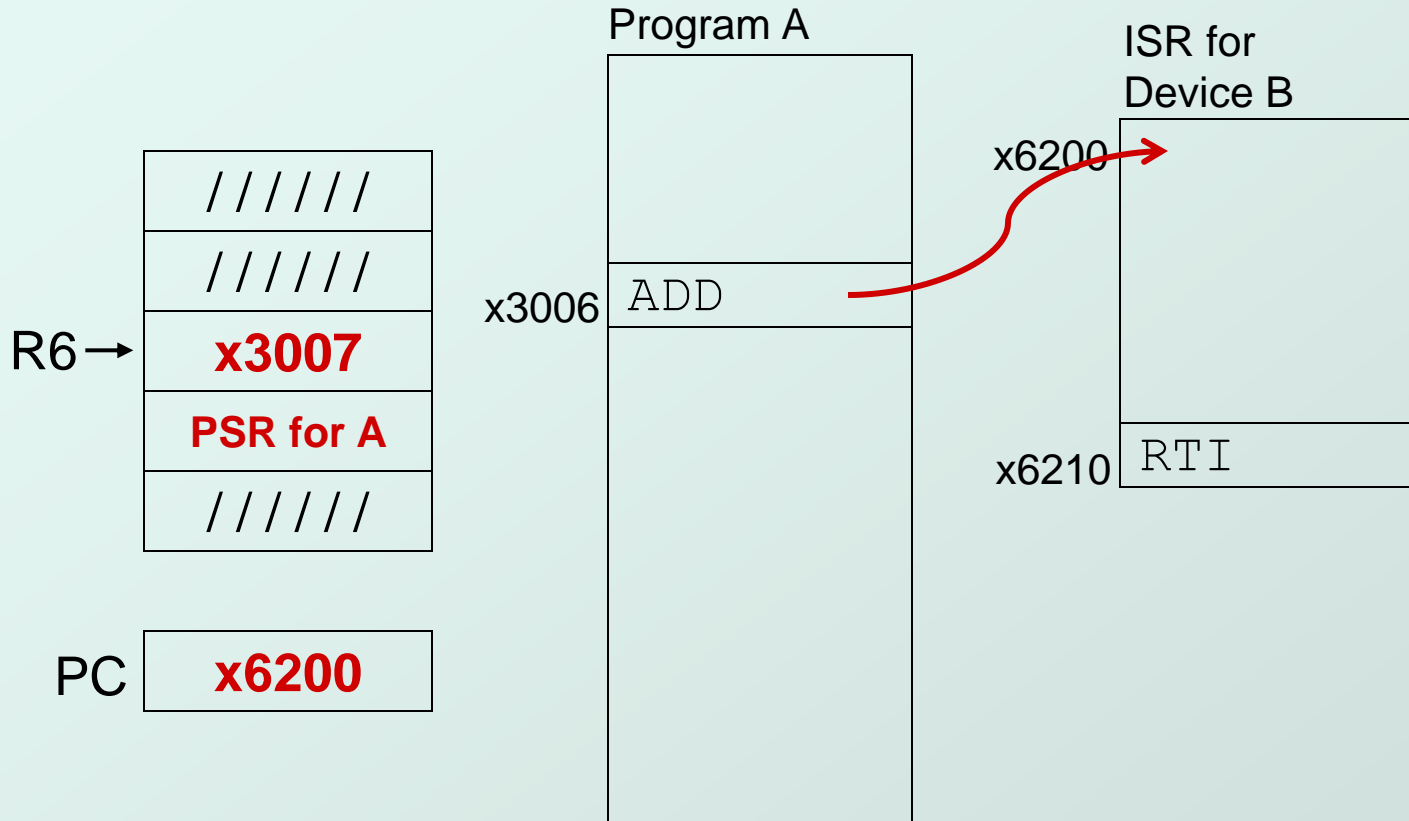 Program A
ISR for
Device B
//////
//////
R6
x3007
PSR for A
//////
PC
x6200
x3006
ADD
x6200
x6210
RTI